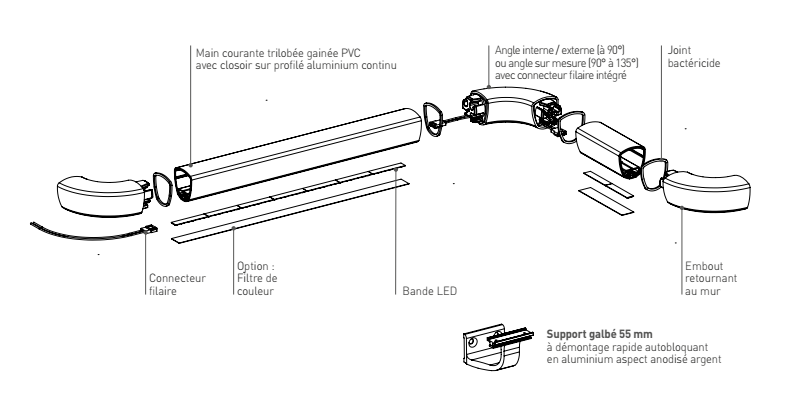 Main courante trilobée gainée PVC
avec closoir sur profilé aluminium continu
Angle interne / externe (à 90°)
ou angle sur mesure (90° à 135°)
avec connecteur filaire intégré
Joint
bactéricide
Connecteur
filaire
Option :
Filtre de
couleur
Bande LED
Embout
retournant
au mur
Support galbé 55 mm
à démontage rapide autobloquant
en aluminium aspect anodisé argent